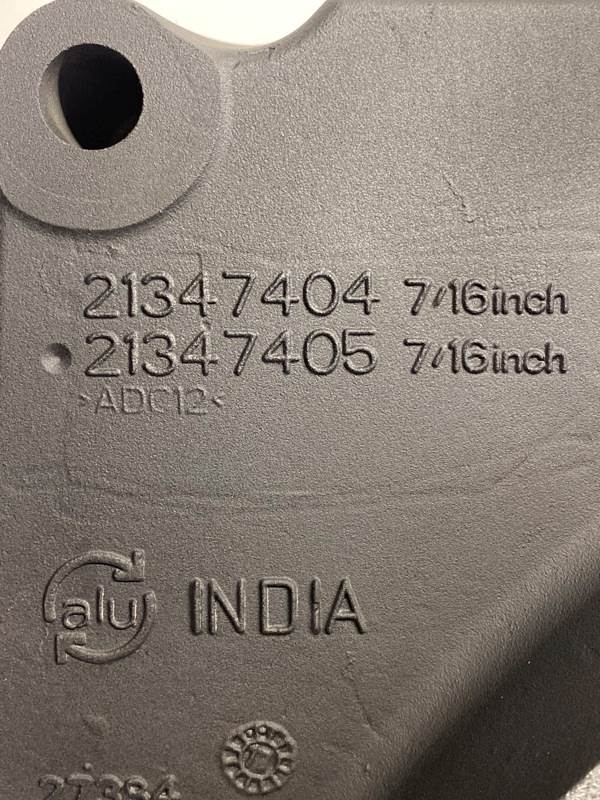 21347404 7/16inch
21347405 7/16inch
>ADC12<
alu INDIA